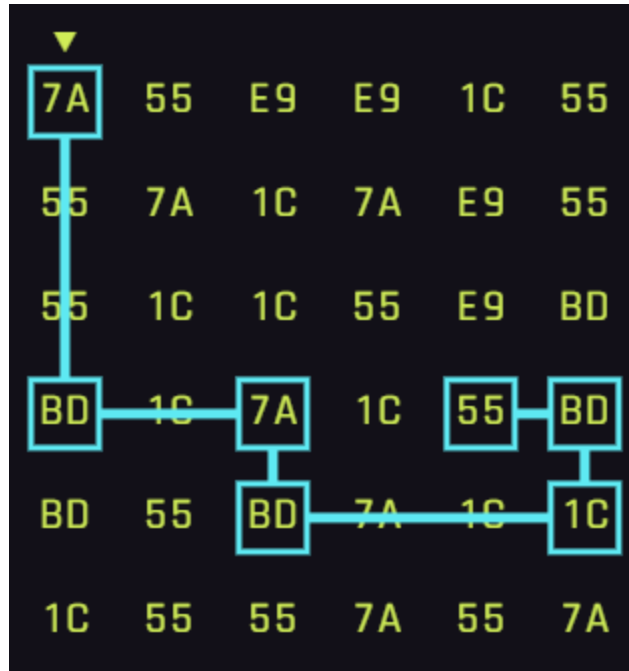 7A 55 E9 E9 1C 55
55 7A 1C 7A E9 55
55 1C 1C 55 E9 BD
BD 1C 7A 1C 55 BD
BD 55 BD 7A 1C 1C
1C 55 55 7A 55 7A